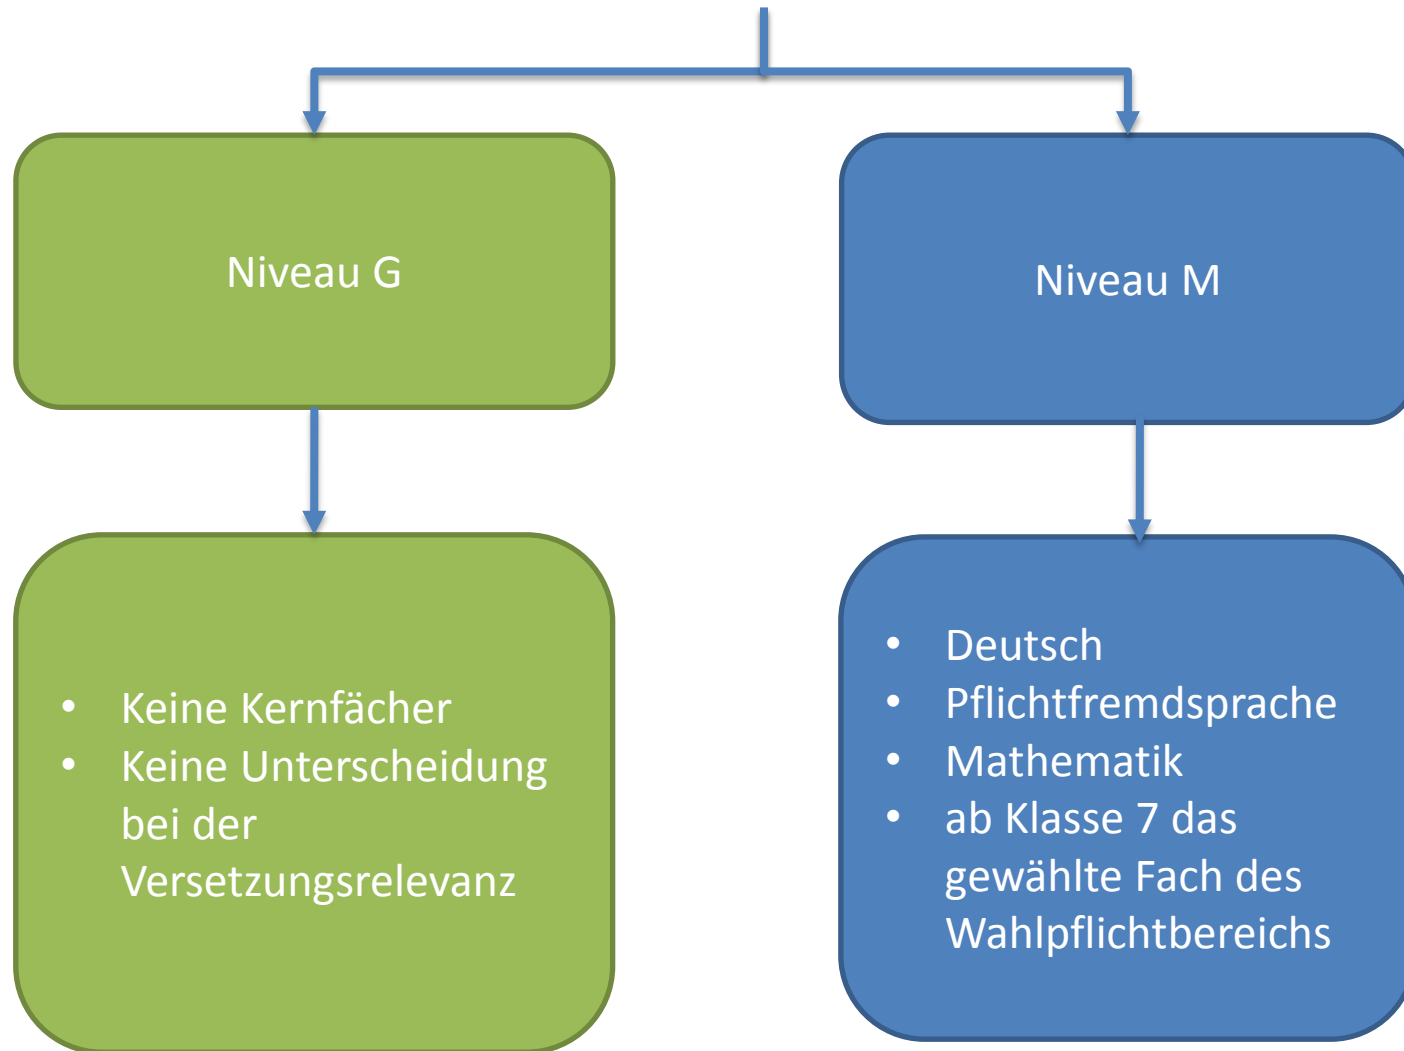 Niveau G
Niveau M
• Keine Kernfächer
• Keine Unterscheidung
bei der
Versetzungsrelevanz
• Deutsch
• Pflichtfremdsprache
• Mathematik
• ab Klasse 7 das
gewählte Fach des
Wahlpflichtbereichs